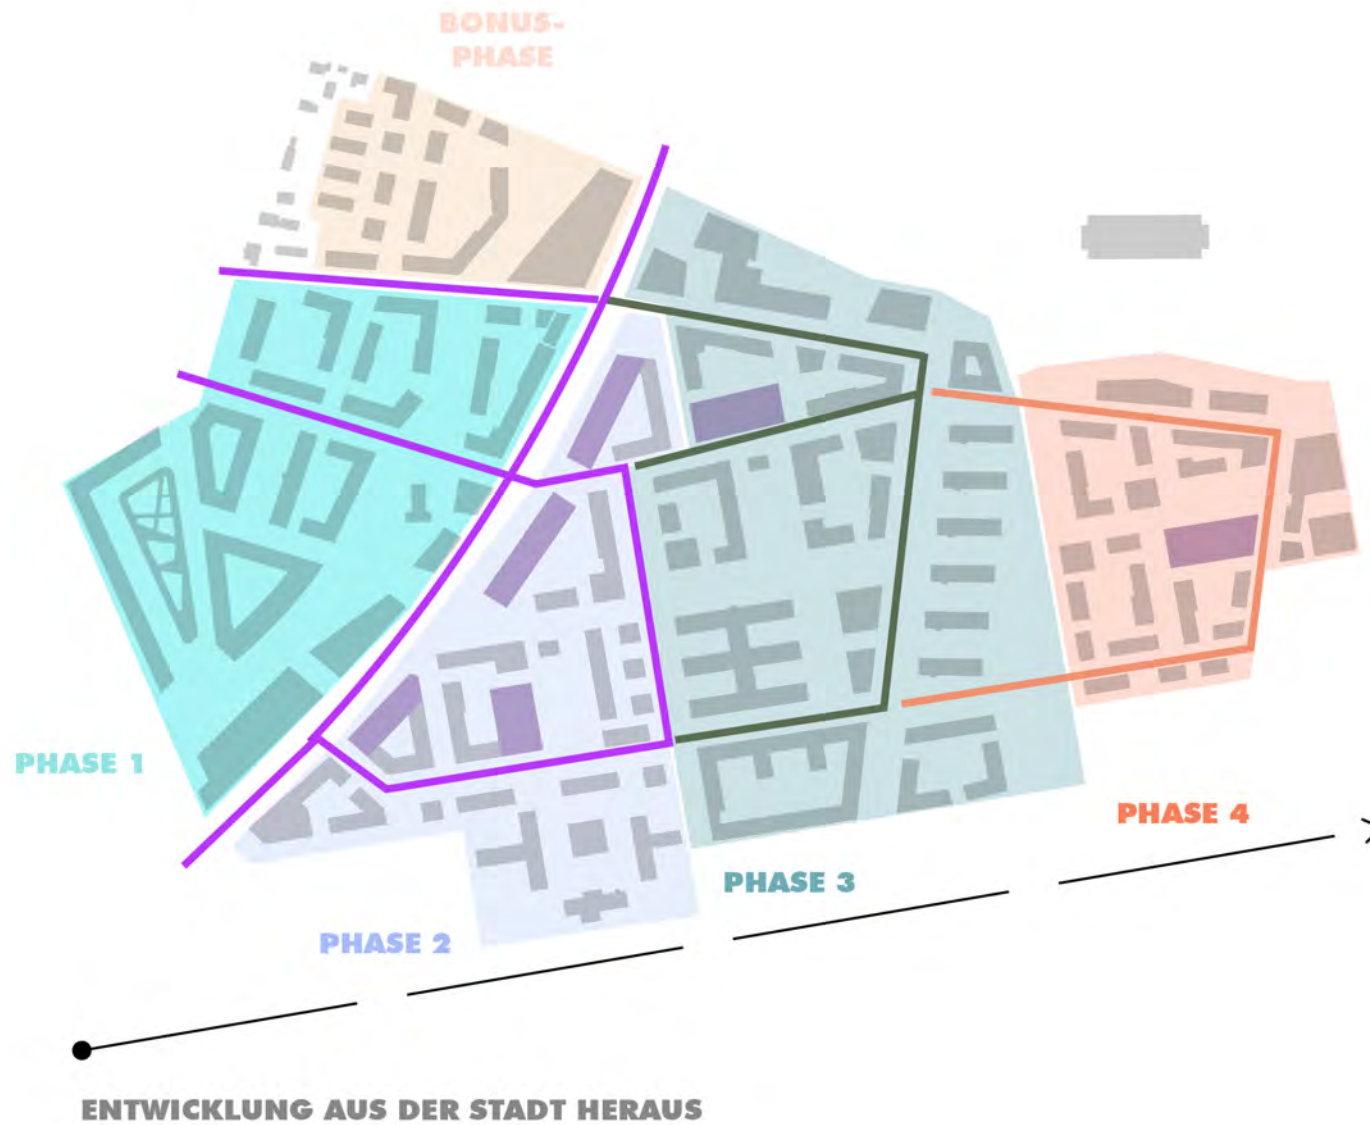 BONUS-
PHASE
PHASE 1
PHASE 4
PHASE 3
PHASE 2
ENTWICKLUNG AUS DER STADT HERAUS